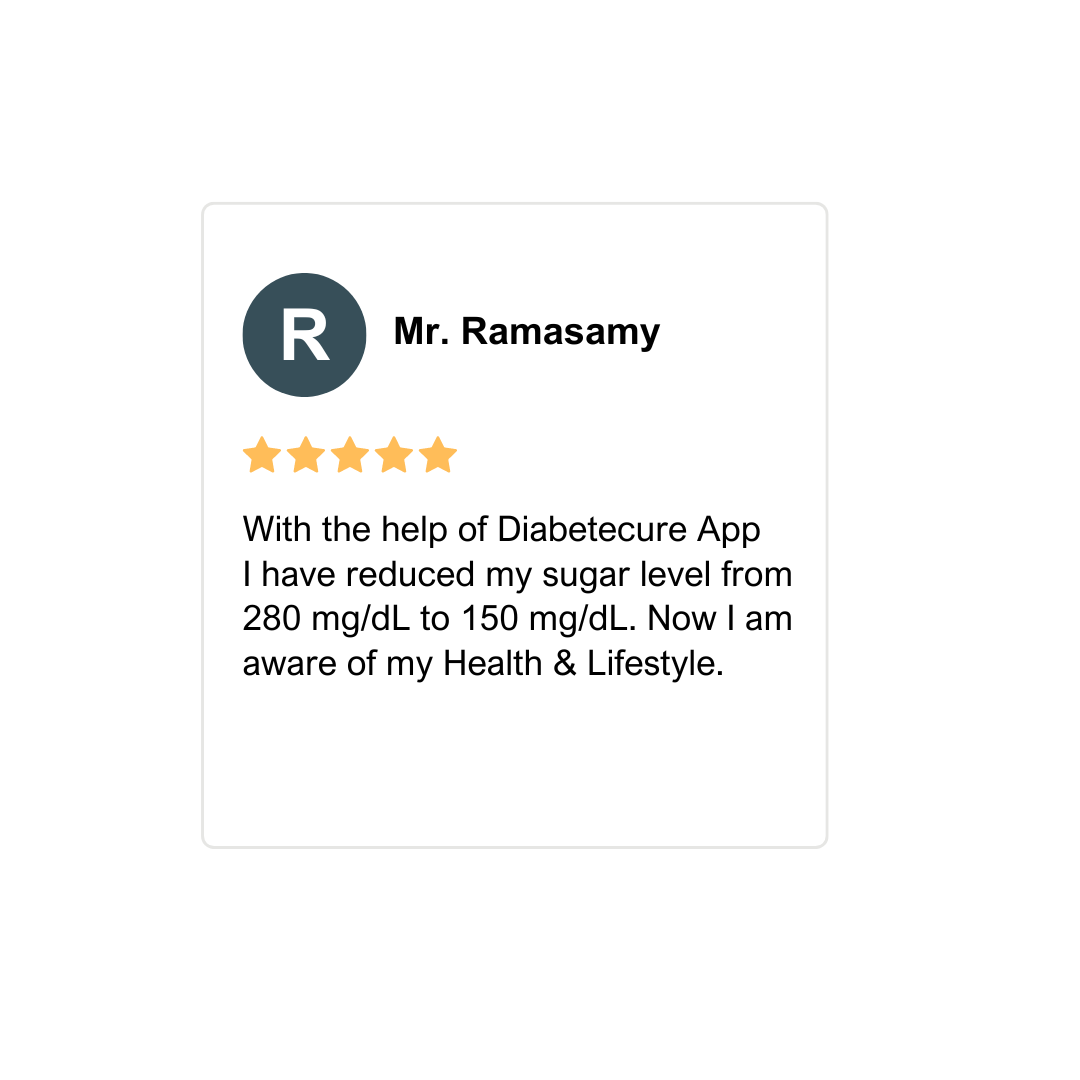 R
Mr. Ramasamy
With the help of Diabetecure App
I have reduced my sugar level from
280 mg/dL to 150 mg/dL. Now I am
aware of my Health & Lifestyle.